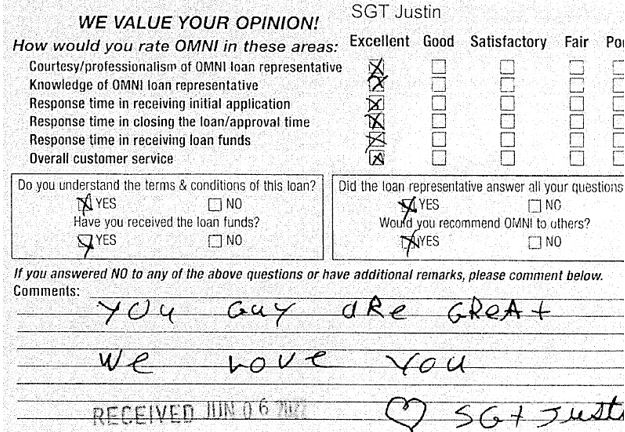 SGT Justin
WE VALUE YOUR OPINION!
How would you rate OMNI in these areas: Excellent Good Satisfactory Fair
Courtesy/professionalism of OMNI loan representative
Knowledge of OMNI loan representative
Response time in receiving initial application
Response time in closing the loan/approval time
Response time in receiving loan funds
Overall customer service
Do you understand the terms & conditions of this loan?
YES NO
Have you received the loan funds?
YES NO
Did the loan representative answer all your questions
YES NO
Would you recommend OMNI to others?
YES NO
If you answered NO to any of the above questions or have additional remarks, please comment below.
Comments:
YOU GUY ARE GREAT
WE LOVE YOU
RECEIVED JUN 06
SGT Justi